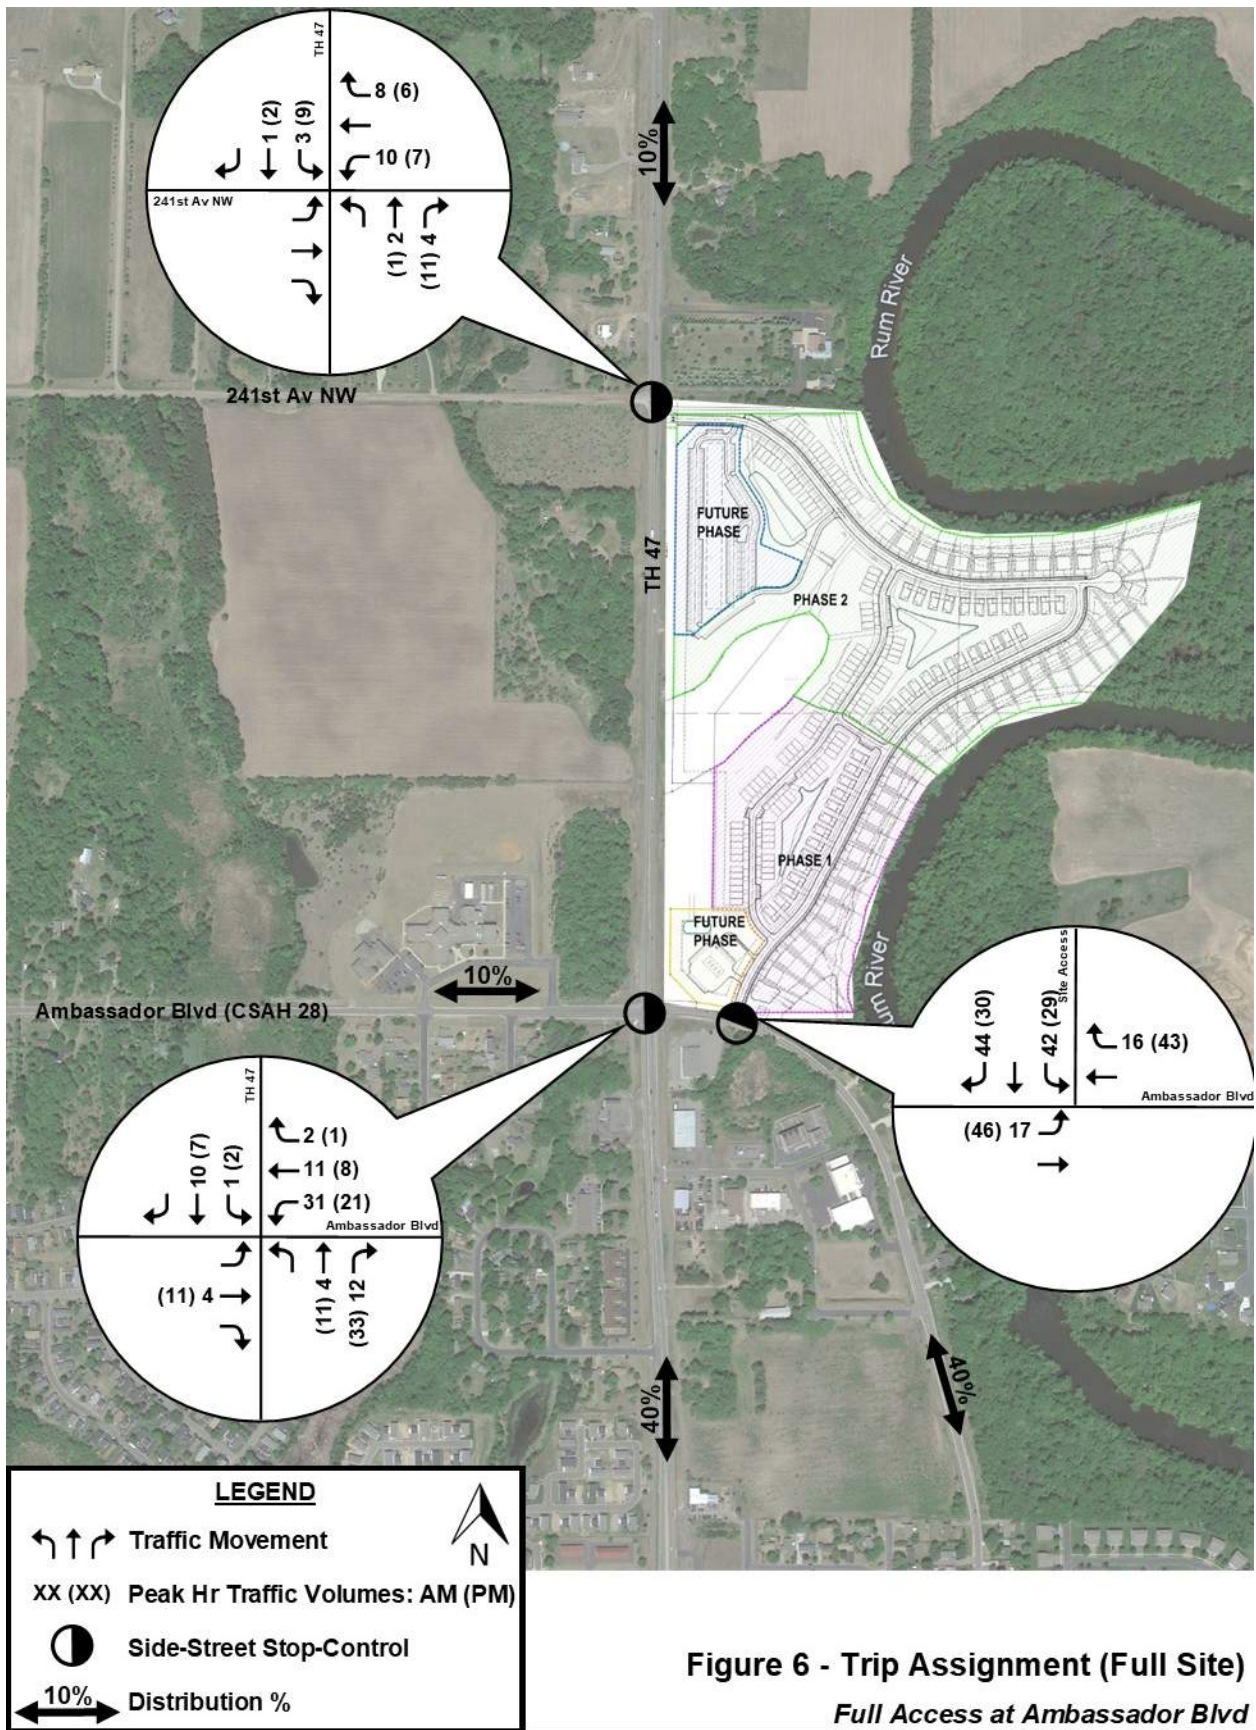 TH 47
8 (6)
1 (2)
3 (9)
10 (7)
241st Av NW
(1) 2
(11) 4
10%
Rum River
241st Av NW
FUTURE
PHASE
TH 47
PHASE 2
PHASE 1
FUTURE
PHASE
10%
Ambassador Blvd (CSAH 28)
Rum River
Site Access
44 (30)
42 (29)
16 (43)
Ambassador Blvd
(46) 17
TH 47
2 (1)
10 (7)
1 (2)
11 (8)
31 (21)
Ambassador Blvd
(11) 4
(11) 4
(33) 12
40%
40%
LEGEND
Traffic Movement
N
XX (XX) Peak Hr Traffic Volumes: AM (PM)
Side-Street Stop-Control
10% Distribution %
Figure 6 - Trip Assignment (Full Site)
Full Access at Ambassador Blvd